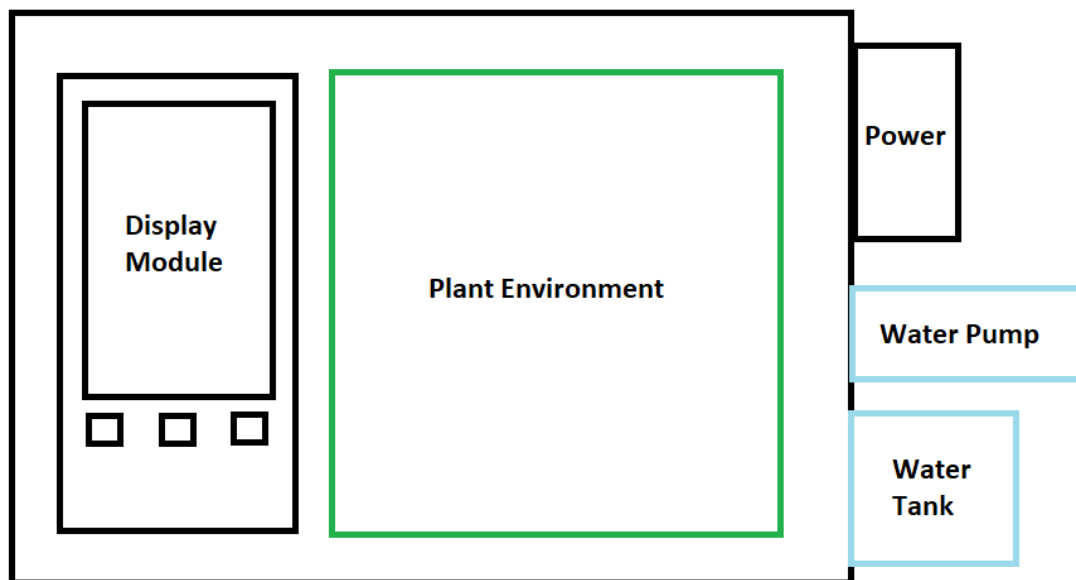 Display
Module
Plant Environment
Power
Water Pump
Water
Tank